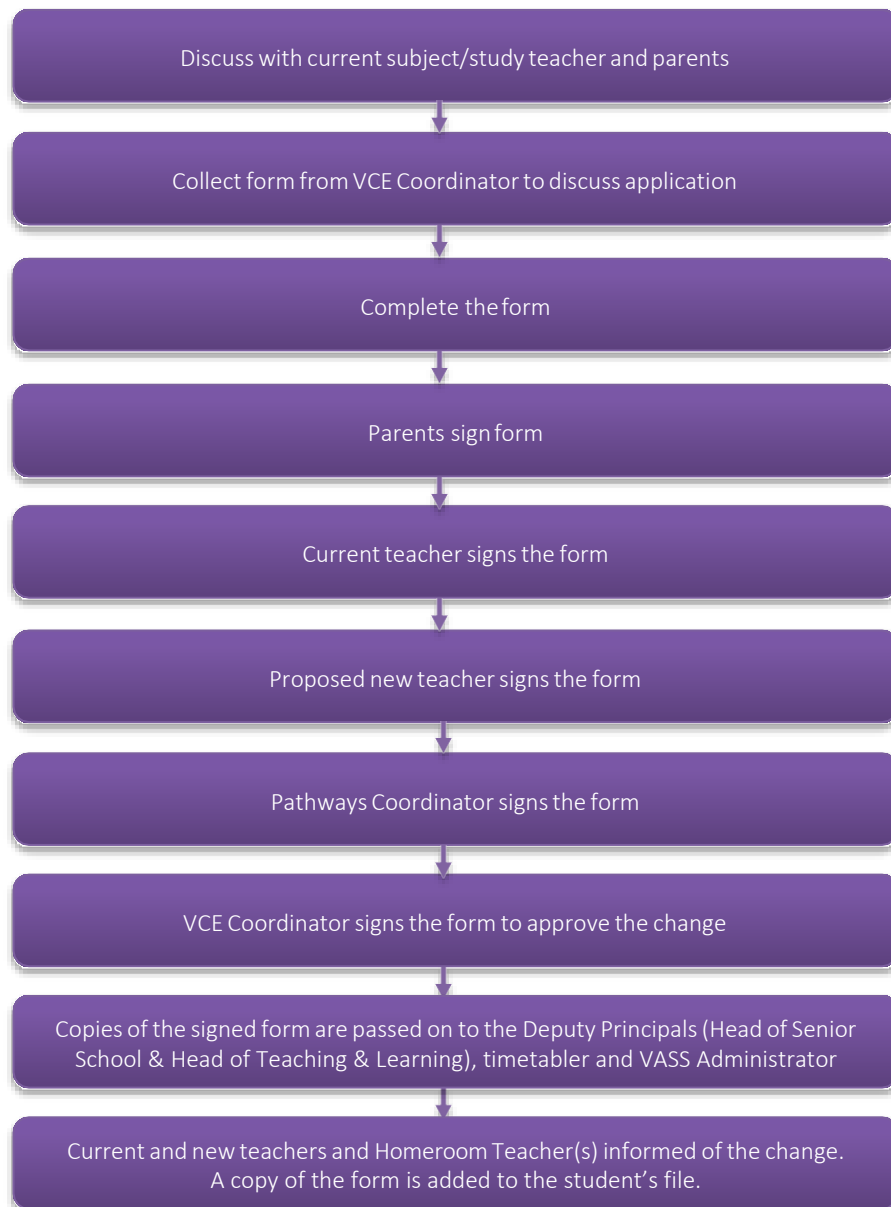 Discuss with current subject/study teacher and parents
Collect form from VCE Coordinator to discuss application
Complete the form
Parents sign form
Current teacher signs the form
Proposed new teacher signs the form
Pathways Coordinator signs the form
VCE Coordinator signs the form to approve the change
Copies of the signed form are passed on to the Deputy Principals (Head of Senior
School & Head of Teaching & Learning), timetabler and VASS Administrator
Current and new teachers and Homeroom Teacher(s) informed of the change.
A copy of the form is added to the student’s file.